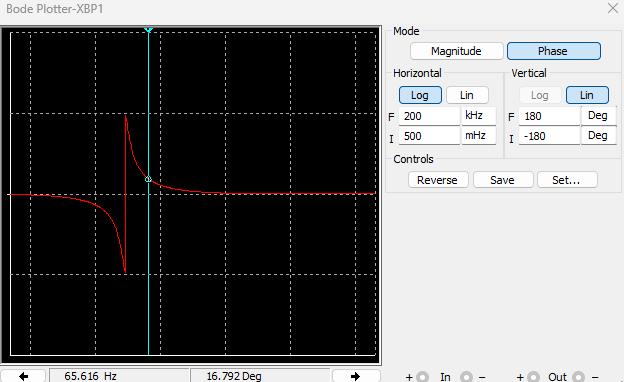 Bode Plotter-XBP1
Mode
Magnitude Phase
Horizontal Vertical
Log Lin Log Lin
F 200 kHz F 180 Deg
I 500 mHz I -180 Deg
Controls
Reverse Save Set...
65.616 Hz 16.792 Deg
+ In − + Out −